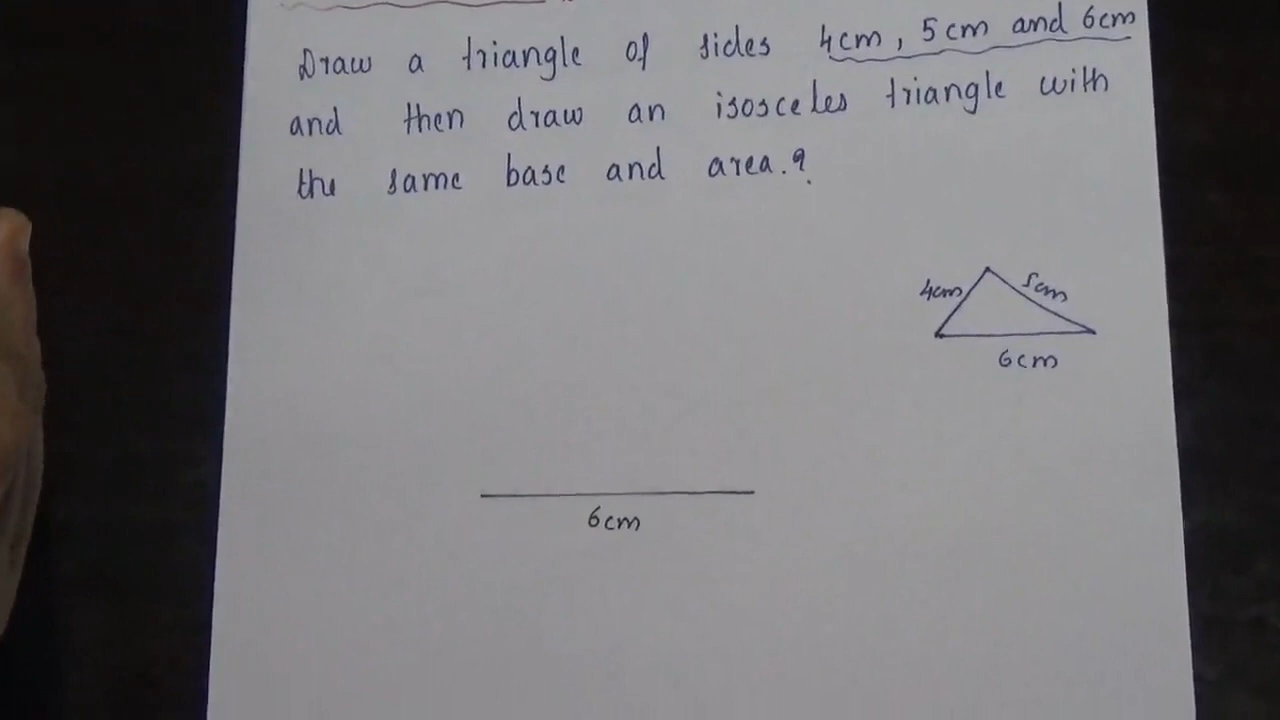 Draw a triangle of sides 4cm, 5cm and 6cm
and then draw an isosceles triangle with
the same base and area.?
4cm 5cm
6cm
6cm